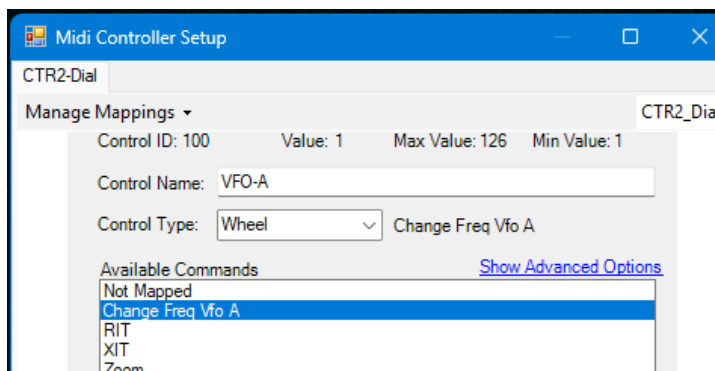 Midi Controller Setup
CTR2-Dial
Manage Mappings
CTR2_Dia
Control ID: 100 Value: 1 Max Value: 126 Min Value: 1
Control Name: VFO-A
Control Type: Wheel Change Freq Vfo A
Available Commands Show Advanced Options
Not Mapped
Change Freq Vfo A
RIT
XIT
Zoom